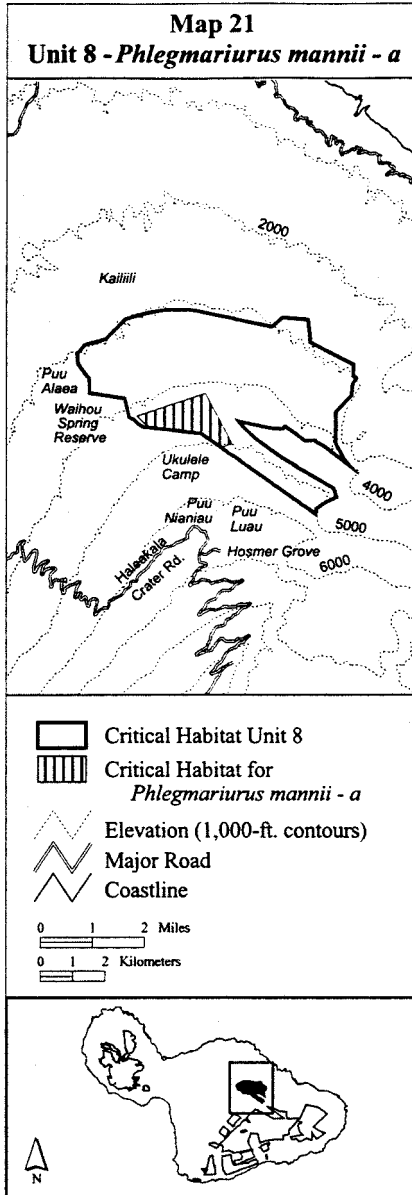 Map 21
Unit 8 - Phlegmariurus mannii - a
2000
Kailiili
Puu
Alaea
Waihou
Spring
Reserve
Ukulele
Camp
4000
Puu
Nianiau
Puu
Luau
5000
Hosmer Grove
6000
Haleakala
Crater Rd.
Critical Habitat Unit 8
Critical Habitat for
Phlegmariurus mannii - a
Elevation (1,000-ft. contours)
Major Road
Coastline
0 1 2 Miles
0 1 2 Kilometers
N